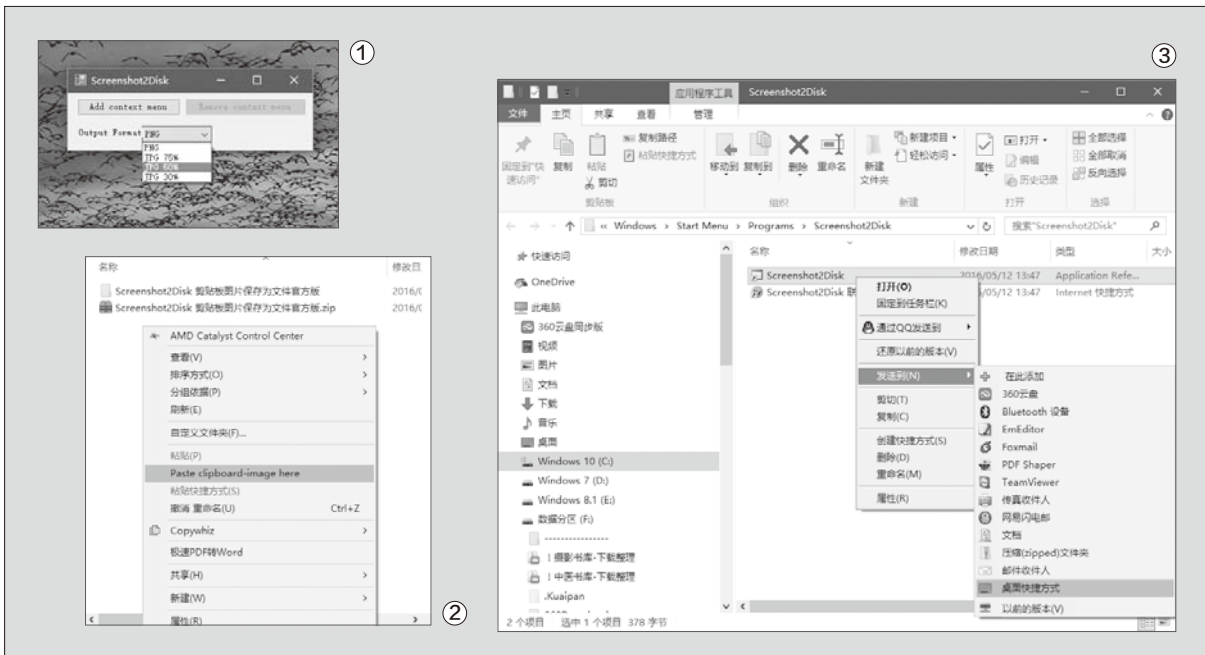 ①
Screenshot2Disk
Add context menu
Remove context menu
Output Format PNG
PNG
JPG 75%
JPG 50%
JPG 30%
名称
修改日
Screenshot2Disk 剪贴板图片保存为文件官方版
2016/0
Screenshot2Disk 剪贴板图片保存为文件官方版.zip
2016/0
AMD Catalyst Control Center
查看(V)
排序方式(O)
分组依据(P)
刷新(E)
自定义文件夹(F)...
粘贴(P)
Paste clipboard-image here
粘贴快捷方式(S)
撤消 重命名(U) Ctrl+Z
Copywhiz
极速PDF转Word
共享(H)
新建(W)
属性(R)
②
③
应用程序工具 Screenshot2Disk
文件 主页 共享 查看 管理
固定到"快速访问"
复制
粘贴
复制路径
粘贴快捷方式
剪切
剪贴板
移动到 复制到 删除 重命名
组织
新建文件夹
新建项目
轻松访问
新建
属性
打开
编辑
历史记录
打开
全部选择
全部取消
反向选择
选择
« Windows › Start Menu › Programs › Screenshot2Disk
搜索"Screenshot2Disk"
快速访问
OneDrive
此电脑
360云盘同步版
视频
图片
文档
下载
音乐
桌面
Windows 10 (C:)
Windows 7 (D:)
Windows 8.1 (E:)
数据分区 (F:)
----------------
！摄影书库-下载整理
！中医书库-下载整理
.Kuaipan
名称 修改日期 类型 大小
Screenshot2Disk 2016/05/12 13:47 Application Refe...
Screenshot2Disk 联 /05/12 13:47 Internet 快捷方式
打开(O)
固定到任务栏(K)
通过QQ发送到
还原以前的版本(V)
发送到(N)
剪切(T)
复制(C)
创建快捷方式(S)
删除(D)
重命名(M)
属性(R)
在此添加
360云盘
Bluetooth 设备
EmEditor
Foxmail
PDF Shaper
TeamViewer
传真收件人
网易闪电邮
文档
压缩(zipped)文件夹
邮件收件人
桌面快捷方式
以前的版本(V)
2 个项目 选中 1 个项目 378 字节